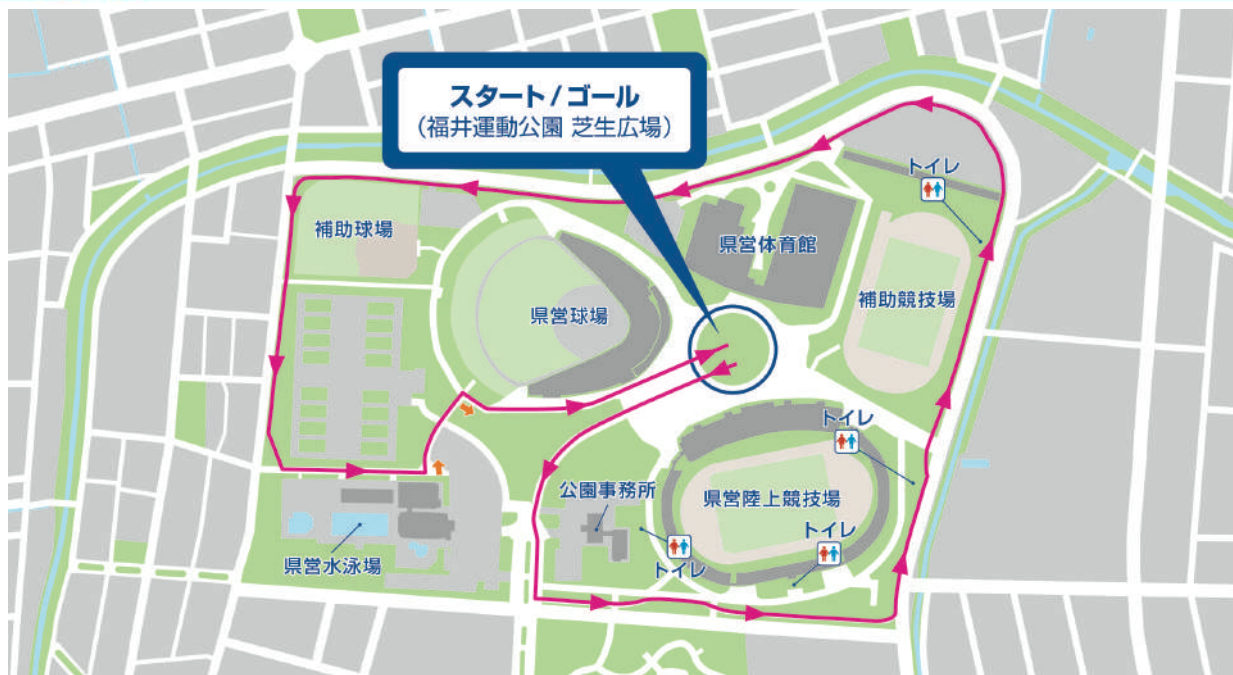 スタート/ゴール
（福井運動公園 芝生広場）
トイレ
補助球場
県営体育館
補助競技場
県営球場
トイレ
公園事務所
県営陸上競技場
トイレ
県営水泳場
トイレ